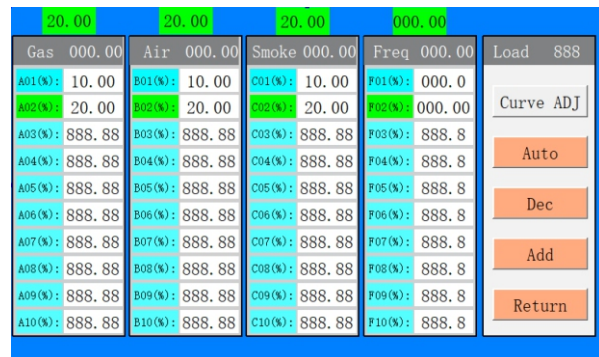 20.00 20.00 20.00 000.00
Gas 000.00 Air 000.00 Smoke 000.00 Freq 000.00 Load 888
A01(%): 10.00 B01(%): 10.00 C01(%): 10.00 F01(%): 000.0
A02(%): 20.00 B02(%): 20.00 C02(%): 20.00 F02(%): 000.00 Curve ADJ
A03(%): 888.88 B03(%): 888.88 C03(%): 888.88 F03(%): 888.8
A04(%): 888.88 B04(%): 888.88 C04(%): 888.88 F04(%): 888.8 Auto
A05(%): 888.88 B05(%): 888.88 C05(%): 888.88 F05(%): 888.8
A06(%): 888.88 B06(%): 888.88 C06(%): 888.88 F06(%): 888.8 Dec
A07(%): 888.88 B07(%): 888.88 C07(%): 888.88 F07(%): 888.8
A08(%): 888.88 B08(%): 888.88 C08(%): 888.88 F08(%): 888.8 Add
A09(%): 888.88 B09(%): 888.88 C09(%): 888.88 F09(%): 888.8
A10(%): 888.88 B10(%): 888.88 C10(%): 888.88 F10(%): 888.8 Return